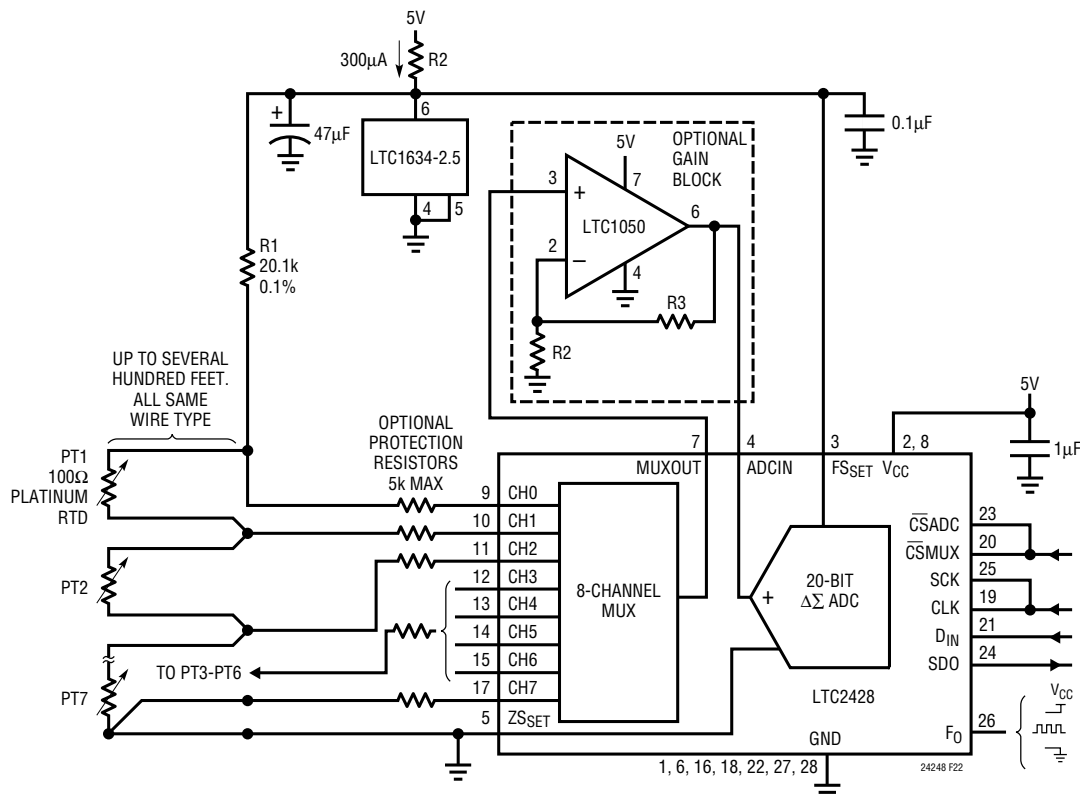 5V
300µA
R2
6
+
47µF
LTC1634-2.5
4
5
0.1µF
OPTIONAL
GAIN
BLOCK
5V
3
7
+
6
LTC1050
2
–
4
R3
R2
R1
20.1k
0.1%
UP TO SEVERAL
HUNDRED FEET.
ALL SAME
WIRE TYPE
OPTIONAL
PROTECTION
RESISTORS
5k MAX
5V
1µF
7
4
3
2, 8
MUXOUT
ADCIN
FSSET
VCC
PT1
100Ω
PLATINUM
RTD
PT2
PT7
TO PT3-PT6
9 CH0
10 CH1
11 CH2
12 CH3
13 CH4
14 CH5
15 CH6
17 CH7
5 ZSSET
8-CHANNEL
MUX
+
20-BIT
ΔΣ ADC
LTC2428
C̅S̅ADC 23
C̅S̅MUX 20
SCK 25
CLK 19
DIN 21
SDO 24
VCC
FO 26
GND
1, 6, 16, 18, 22, 27, 28
24248 F22